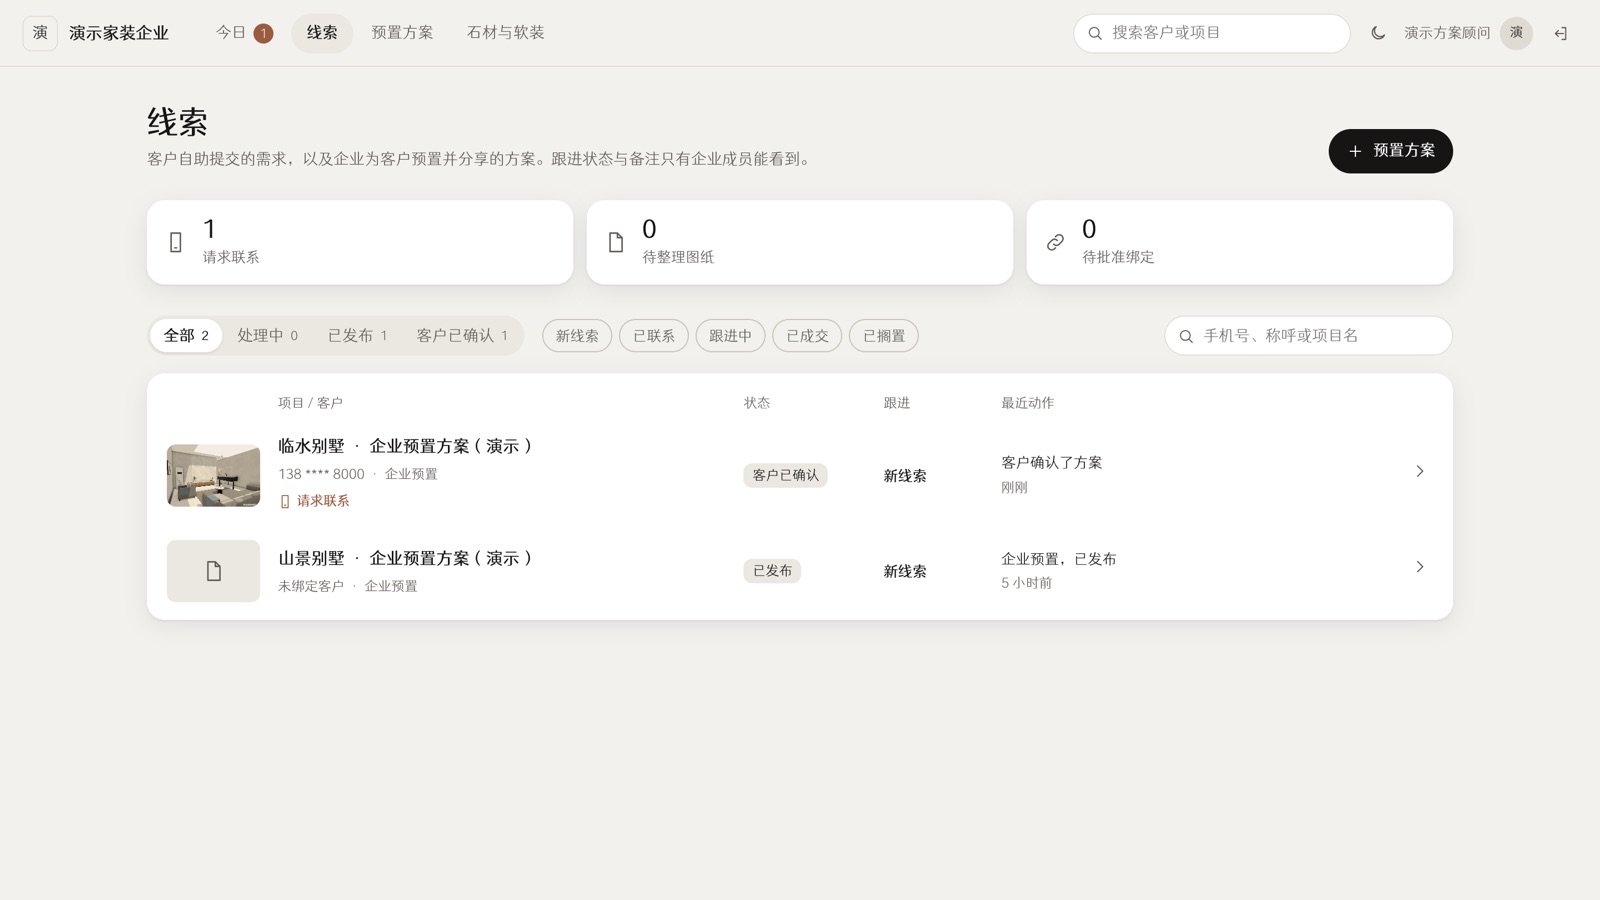 演 演示家装企业 今日 1 线索 预置方案 石材与软装 搜索客户或项目 演示方案顾问 演
线索
客户自助提交的需求，以及企业为客户预置并分享的方案。跟进状态与备注只有企业成员能看到。
＋ 预置方案
1
请求联系
0
待整理图纸
0
待批准绑定
全部 2 处理中 0 已发布 1 客户已确认 1 新线索 已联系 跟进中 已成交 已搁置 手机号、称呼或项目名
项目 / 客户 状态 跟进 最近动作
临水别墅 · 企业预置方案（演示）
138 **** 8000 · 企业预置
请求联系
客户已确认
新线索
客户确认了方案
刚刚
山景别墅 · 企业预置方案（演示）
未绑定客户 · 企业预置
已发布
新线索
企业预置，已发布
5 小时前